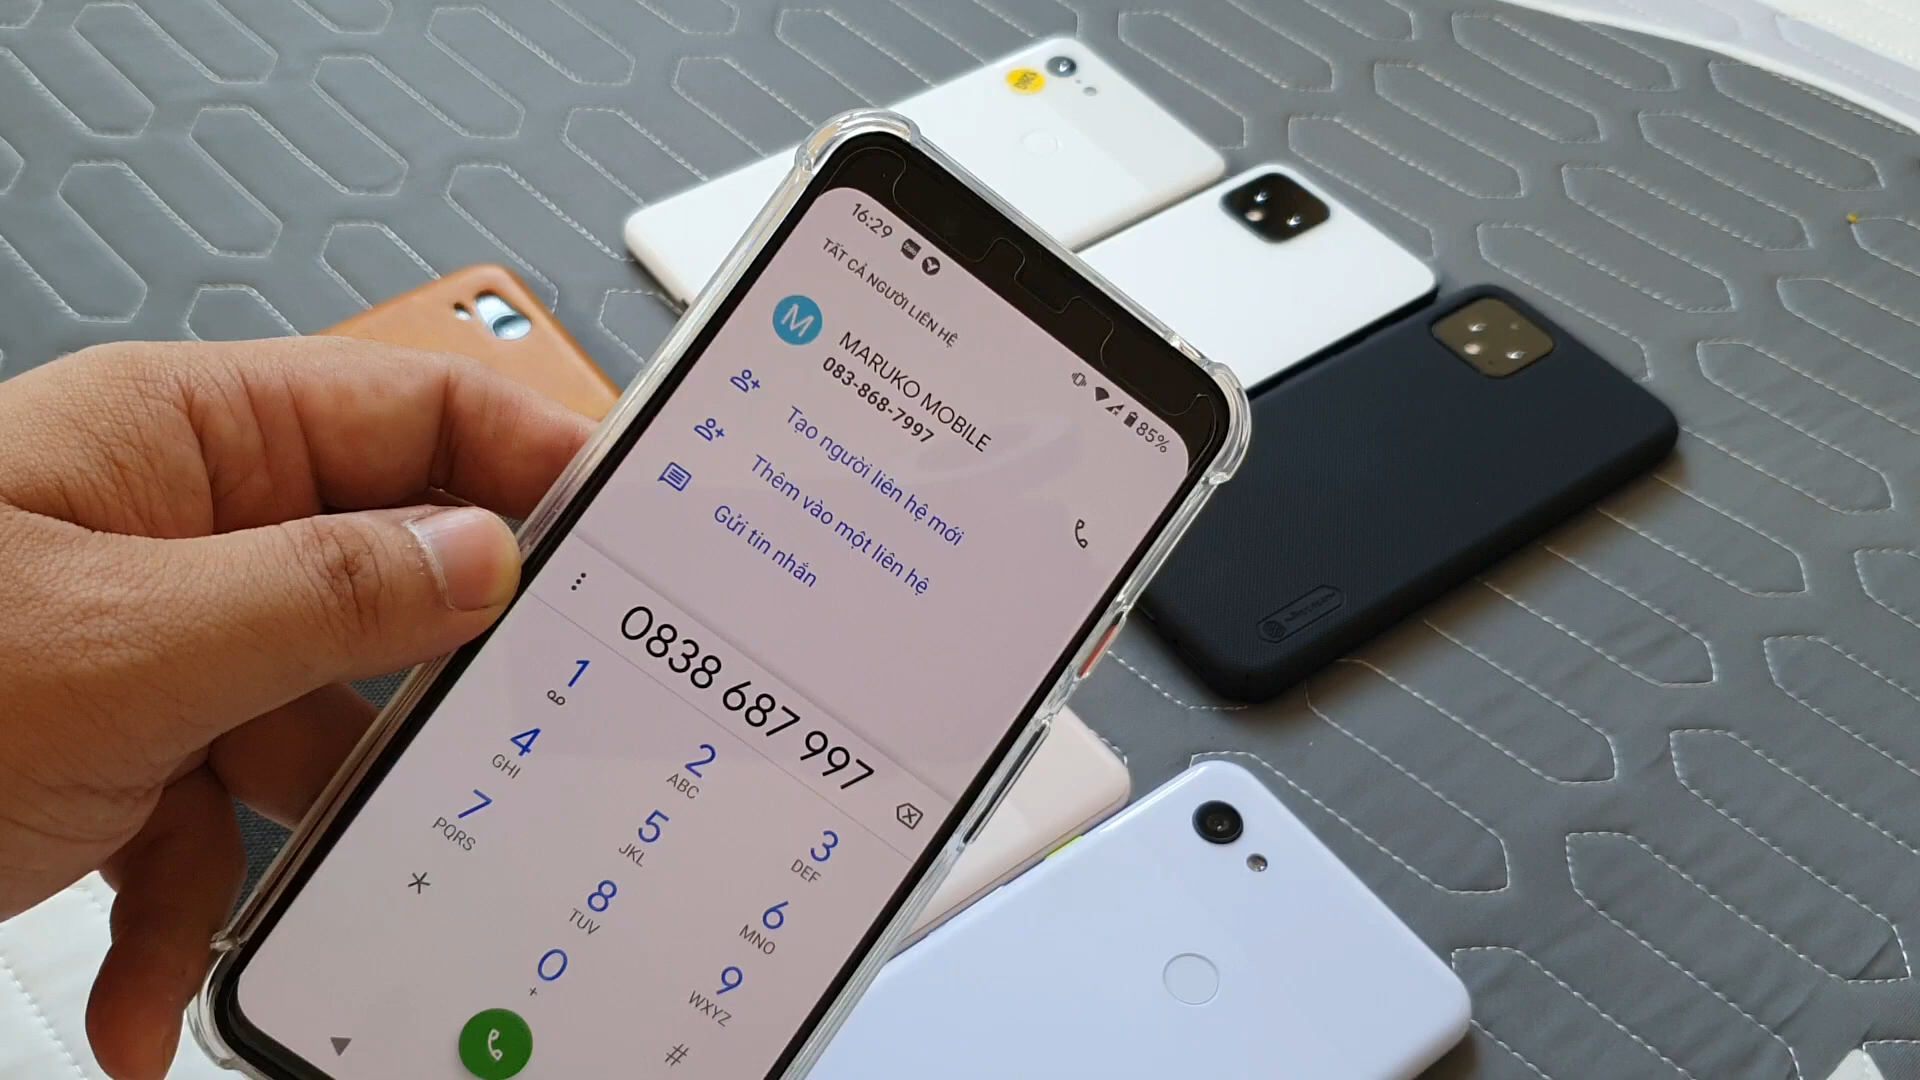 16:29
85%
TẤT CẢ NGƯỜI LIÊN HỆ
M
MARUKO MOBILE
083-868-7997
Tạo người liên hệ mới
Thêm vào một liên hệ
Gửi tin nhắn
0838 687 997
1
2
ABC
3
DEF
4
GHI
5
JKL
6
MNO
7
PQRS
8
TUV
9
WXYZ
*
0
+
#